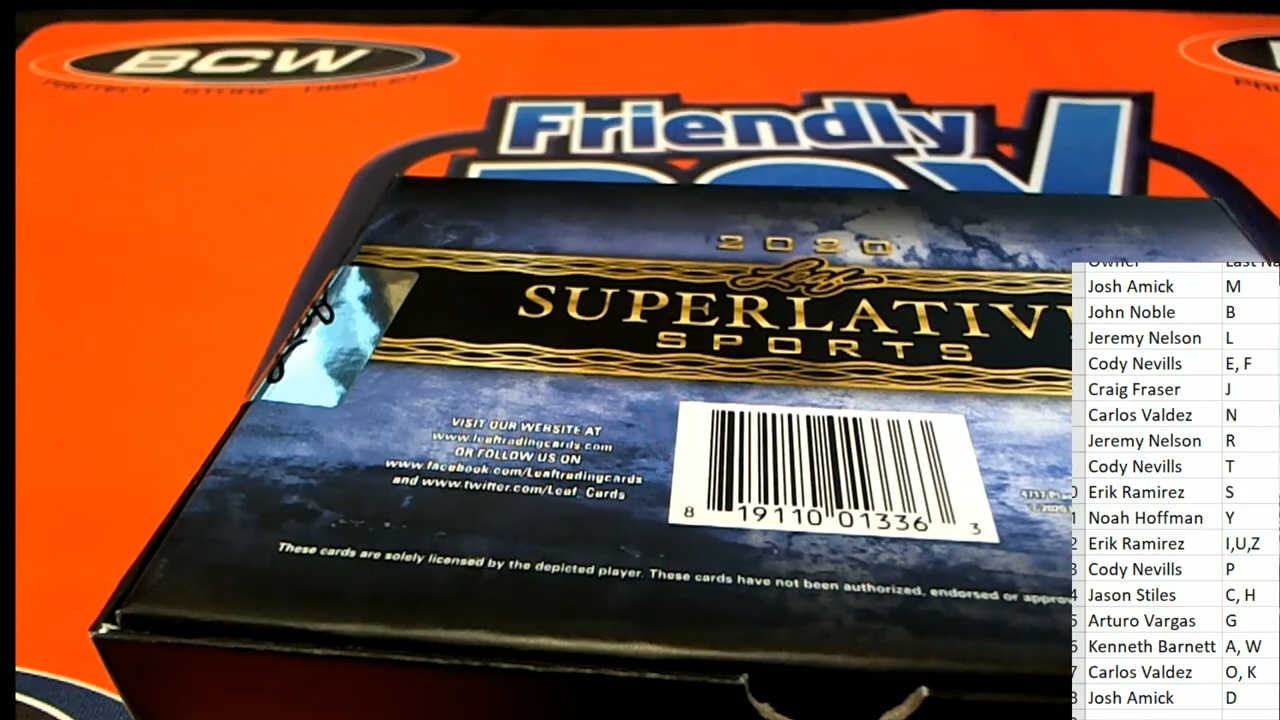 BCW
Friendly
2020
Leaf
SUPERLATIV
SPORTS
VISIT OUR WEBSITE AT
www.leaftradingcards.com
OR FOLLOW US ON
www.facebook.com/Leaftradingcards
and www.twitter.com/Leaf_Cards
8 19110 01336 3
These cards are solely licensed by the depicted player. These cards have not been authorized, endorsed or appro
Owner
Josh Amick M
John Noble B
Jeremy Nelson L
Cody Nevills E, F
Craig Fraser J
Carlos Valdez N
Jeremy Nelson R
Cody Nevills T
Erik Ramirez S
Noah Hoffman Y
Erik Ramirez I,U,Z
Cody Nevills P
Jason Stiles C, H
Arturo Vargas G
Kenneth Barnett A, W
Carlos Valdez O, K
Josh Amick D